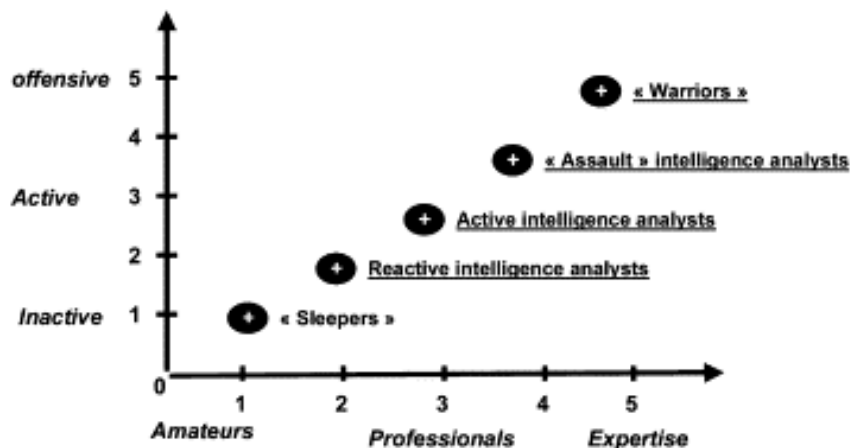 offensive 5
« Warriors »
4
« Assault » intelligence analysts
Active 3
Active intelligence analysts
2
Reactive intelligence analysts
Inactive 1
« Sleepers »
0
1 2 3 4 5
Amateurs Professionals Expertise